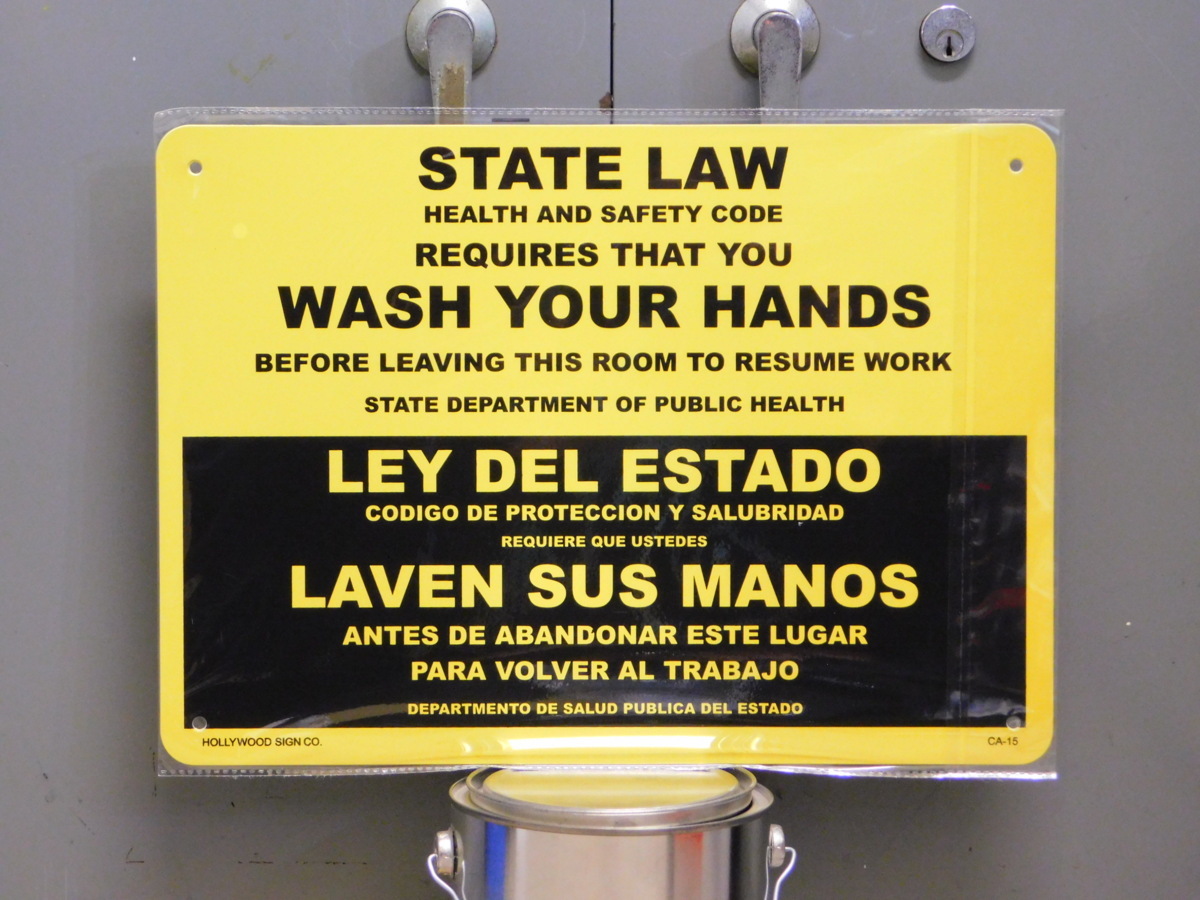 STATE LAW
HEALTH AND SAFETY CODE
REQUIRES THAT YOU
WASH YOUR HANDS
BEFORE LEAVING THIS ROOM TO RESUME WORK
STATE DEPARTMENT OF PUBLIC HEALTH
LEY DEL ESTADO
CODIGO DE PROTECCION Y SALUBRIDAD
REQUIERE QUE USTEDES
LAVEN SUS MANOS
ANTES DE ABANDONAR ESTE LUGAR
PARA VOLVER AL TRABAJO
DEPARTMENTO DE SALUD PUBLICA DEL ESTADO
HOLLYWOOD SIGN CO.
CA-15